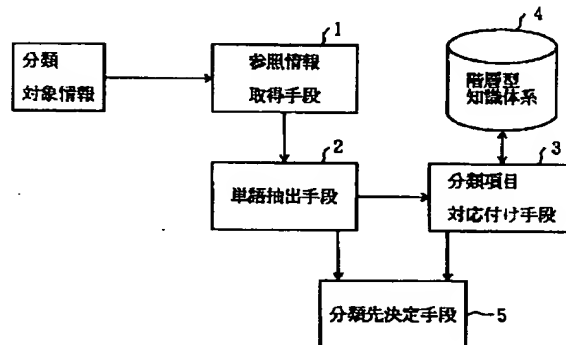 分類
対象情報
1
参照情報
取得手段
4
階層型
知識体系
2
単語抽出手段
3
分類項目
対応付け手段
分類先決定手段
5